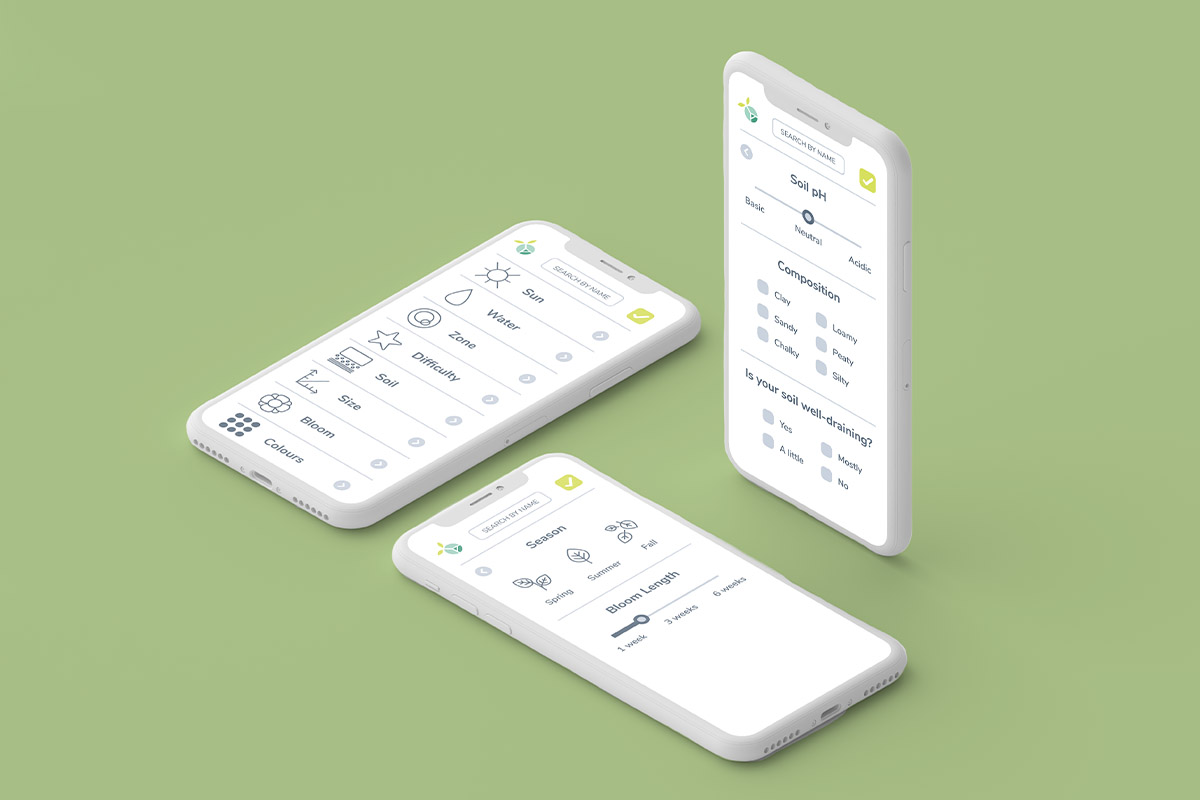 SEARCH BY NAME
Sun
Water
Zone
Difficulty
Soil
Size
Bloom
Colours
SEARCH BY NAME
Soil pH
Basic
Neutral
Acidic
Composition
Clay
Loamy
Sandy
Peaty
Chalky
Silty
Is your soil well-draining?
Yes
Mostly
A little
No
SEARCH BY NAME
Season
Spring
Summer
Fall
Bloom Length
1 week
3 weeks
6 weeks